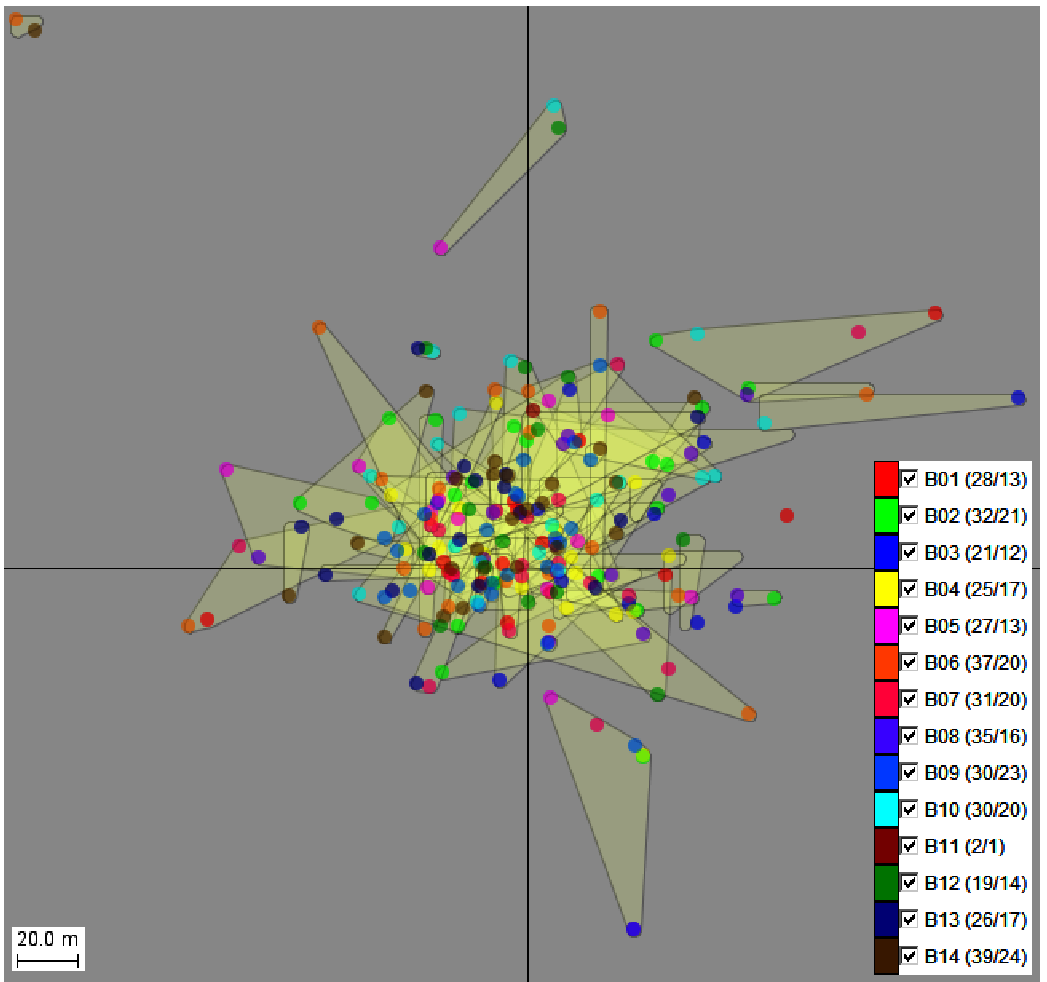 B01 (28/13)
B02 (32/21)
B03 (21/12)
B04 (25/17)
B05 (27/13)
B06 (37/20)
B07 (31/20)
B08 (35/16)
B09 (30/23)
B10 (30/20)
B11 (2/1)
B12 (19/14)
B13 (26/17)
B14 (39/24)
20.0 m